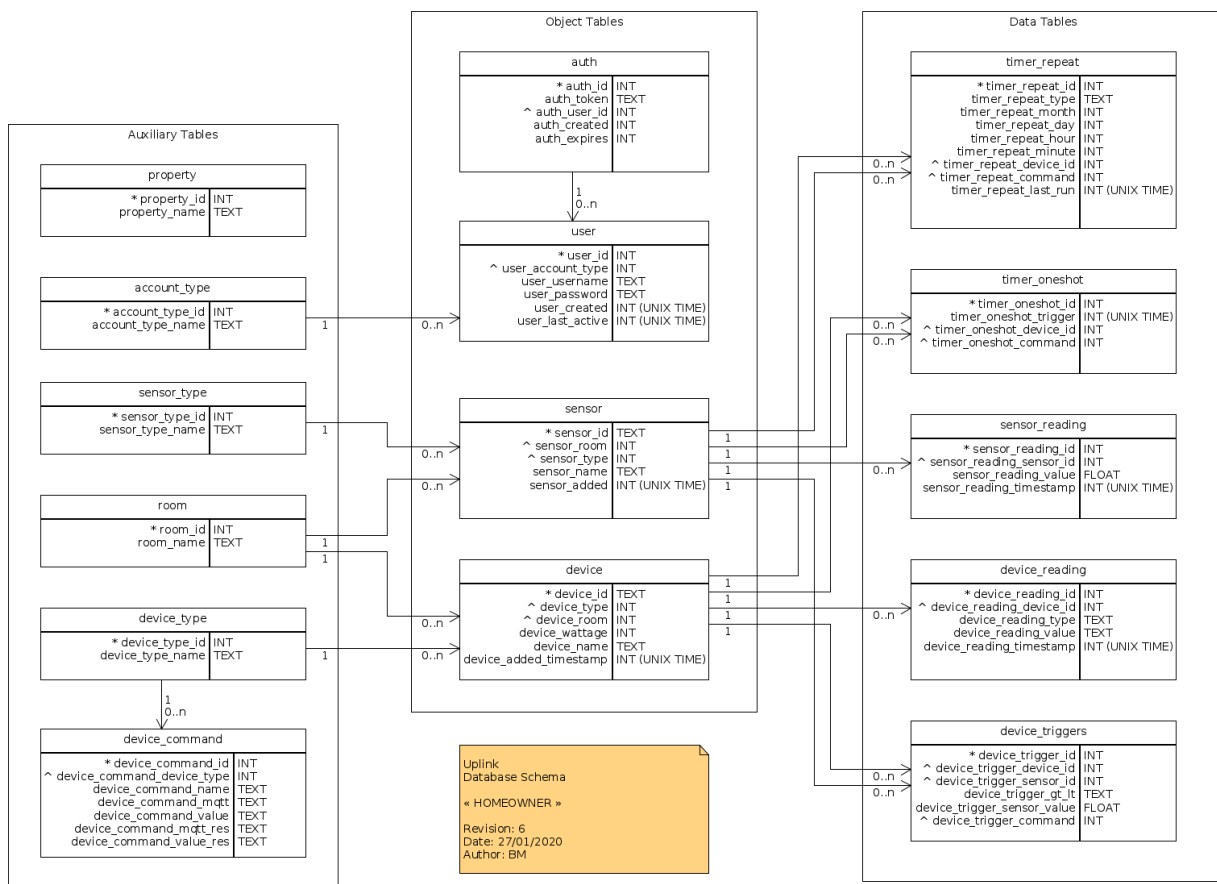 Auxiliary Tables
property
* property_id INT
property_name TEXT
account_type
* account_type_id INT
account_type_name TEXT
1
0..n
sensor_type
* sensor_type_id INT
sensor_type_name TEXT
1
0..n
room
* room_id INT
room_name TEXT
1
1
0..n
0..n
device_type
* device_type_id INT
device_type_name TEXT
1
0..n
1
0..n
device_command
* device_command_id INT
^ device_command_device_type INT
device_command_name TEXT
device_command_mqtt TEXT
device_command_value TEXT
device_command_mqtt_res TEXT
device_command_value_res TEXT
Object Tables
auth
* auth_id INT
auth_token TEXT
^ auth_user_id INT
auth_created INT
auth_expires INT
1
0..n
user
* user_id INT
^ user_account_type INT
user_username TEXT
user_password TEXT
user_created INT (UNIX TIME)
user_last_active INT (UNIX TIME)
sensor
* sensor_id TEXT
^ sensor_room INT
^ sensor_type INT
sensor_name TEXT
sensor_added INT (UNIX TIME)
1
1
1
1
device
* device_id TEXT
^ device_type INT
^ device_room INT
device_wattage INT
device_name TEXT
device_added_timestamp INT (UNIX TIME)
1
1
1
1
Uplink
Database Schema
« HOMEOWNER »
Revision: 6
Date: 27/01/2020
Author: BM
Data Tables
timer_repeat
* timer_repeat_id INT
timer_repeat_type TEXT
timer_repeat_month INT
timer_repeat_day INT
timer_repeat_hour INT
timer_repeat_minute INT
^ timer_repeat_device_id INT
^ timer_repeat_command INT
timer_repeat_last_run INT (UNIX TIME)
0..n
0..n
timer_oneshot
* timer_oneshot_id INT
timer_oneshot_trigger INT (UNIX TIME)
^ timer_oneshot_device_id INT
^ timer_oneshot_command INT
0..n
0..n
sensor_reading
* sensor_reading_id INT
^ sensor_reading_sensor_id INT
sensor_reading_value FLOAT
sensor_reading_timestamp INT (UNIX TIME)
0..n
device_reading
* device_reading_id INT
^ device_reading_device_id INT
device_reading_type TEXT
device_reading_value TEXT
device_reading_timestamp INT (UNIX TIME)
0..n
device_triggers
* device_trigger_id INT
^ device_trigger_device_id INT
^ device_trigger_sensor_id INT
device_trigger_gt_lt TEXT
device_trigger_sensor_value FLOAT
^ device_trigger_command INT
0..n
0..n